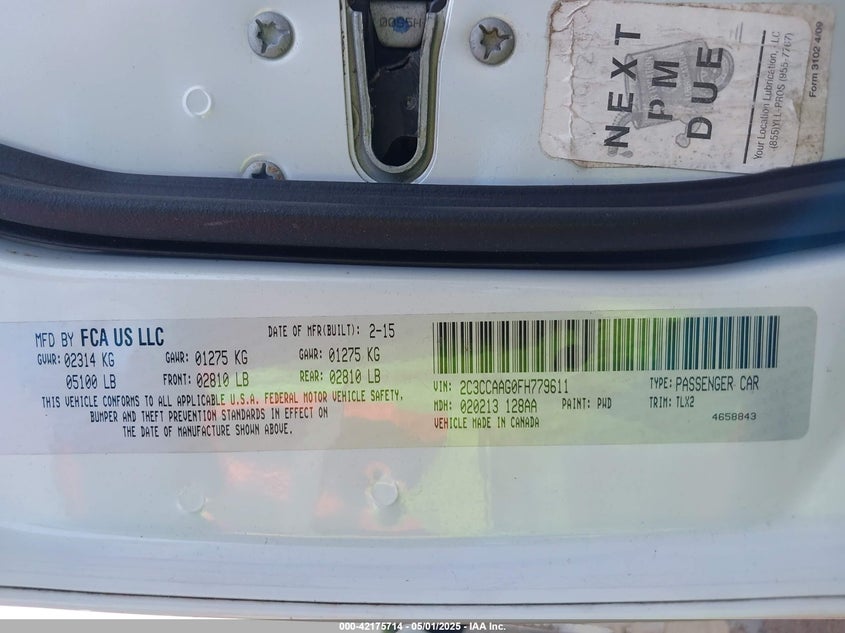 0095H
NEXT
PM
DUE
Your Location Lubrication, LLC
(855)YLL-PROS (955-7767)
Form 3102 4/09
MFD BY FCA US LLC
DATE OF MFR(BUILT): 2-15
GVWR: 02314 KG GAWR: 01275 KG GAWR: 01275 KG
05100 LB FRONT: 02810 LB REAR: 02810 LB
THIS VEHICLE CONFORMS TO ALL APPLICABLE U.S.A. FEDERAL MOTOR VEHICLE SAFETY,
BUMPER AND THEFT PREVENTION STANDARDS IN EFFECT ON
THE DATE OF MANUFACTURE SHOWN ABOVE.
VIN: 2C3CCAAG0FH779611 TYPE: PASSENGER CAR
MDH: 020213 128AA PAINT: PWD TRIM: TLX2
VEHICLE MADE IN CANADA 4658843
000-42175714 - 05/01/2025 - IAA Inc.